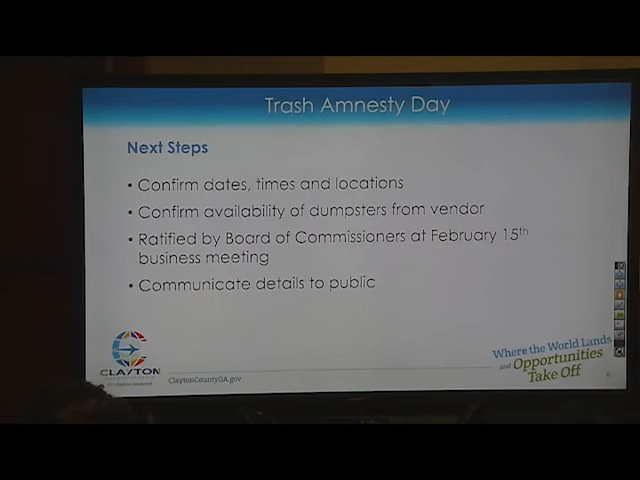 Trash Amnesty Day
Next Steps
• Confirm dates, times and locations
• Confirm availability of dumpsters from vendor
• Ratified by Board of Commissioners at February 15th
business meeting
• Communicate details to public
CLAYTON
ClaytonCountyGA.gov
Where the World Lands
and Opportunities
Take Off
6